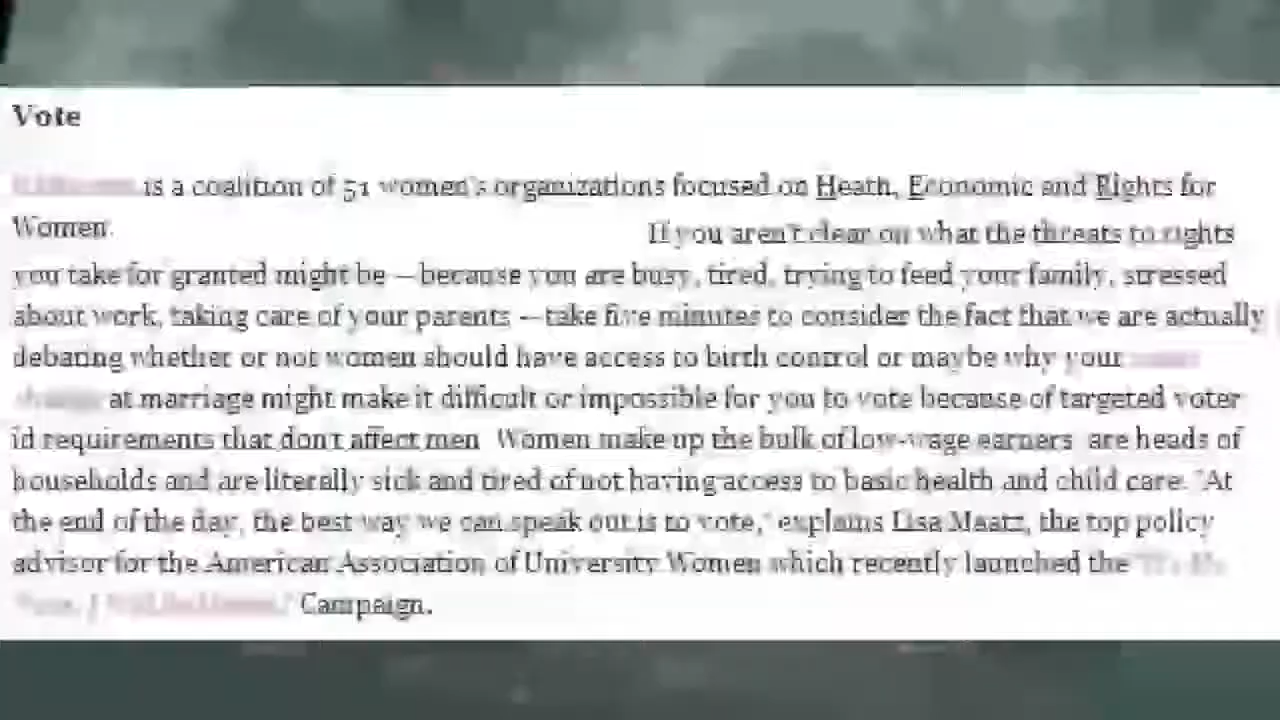 Vote
is a coalition of 51 women's organizations focused on Heath, Economic and Rights for
Women. If you aren't clear on what the threats to rights
you take for granted might be — because you are busy, tired, trying to feed your family, stressed
about work, taking care of your parents — take five minutes to consider the fact that we are actually
debating whether or not women should have access to birth control or maybe why your
at marriage might make it difficult or impossible for you to vote because of targeted voter
id requirements that don't affect men. Women make up the bulk of low-wage earners, are heads of
households and are literally sick and tired of not having access to basic health and child care. "At
the end of the day, the best way we can speak out is to vote," explains Lisa Maatz, the top policy
advisor for the American Association of University Women which recently launched the
Campaign.